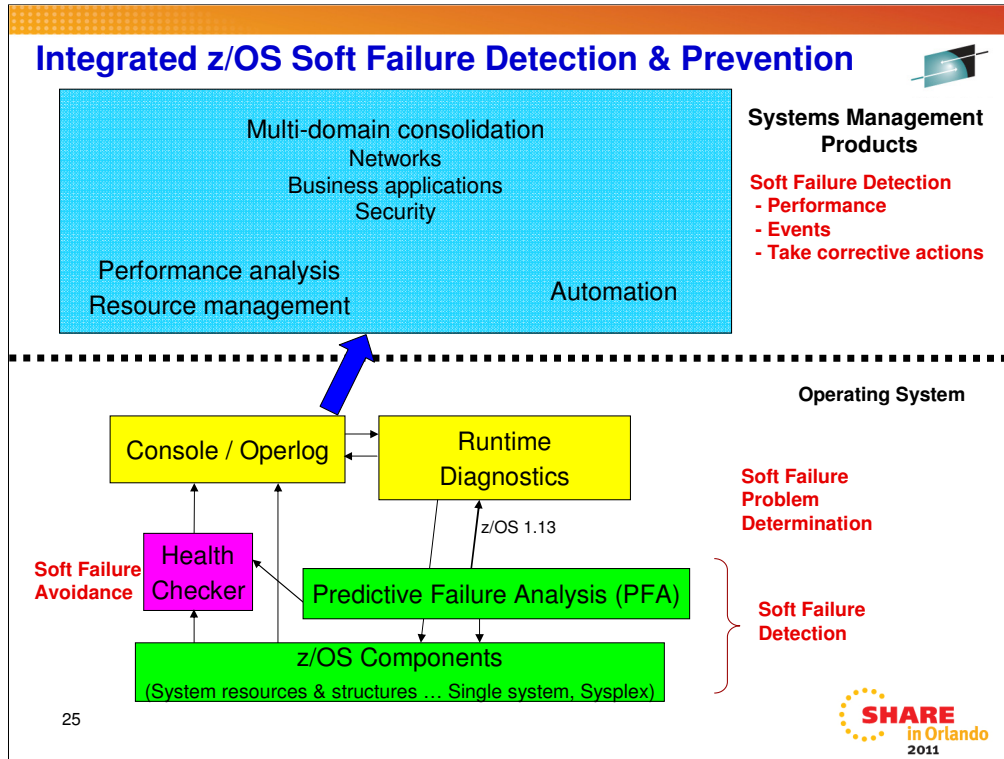 Integrated z/OS Soft Failure Detection & Prevention
Multi-domain consolidation
Networks
Business applications
Security
Performance analysis
Resource management
Automation
Systems Management
Products
Soft Failure Detection
- Performance
- Events
- Take corrective actions
Operating System
Console / Operlog
Runtime
Diagnostics
z/OS 1.13
Soft Failure
Problem
Determination
Soft Failure
Avoidance
Health
Checker
Predictive Failure Analysis (PFA)
Soft Failure
Detection
z/OS Components
(System resources & structures … Single system, Sysplex)
25
SHARE
in Orlando
2011